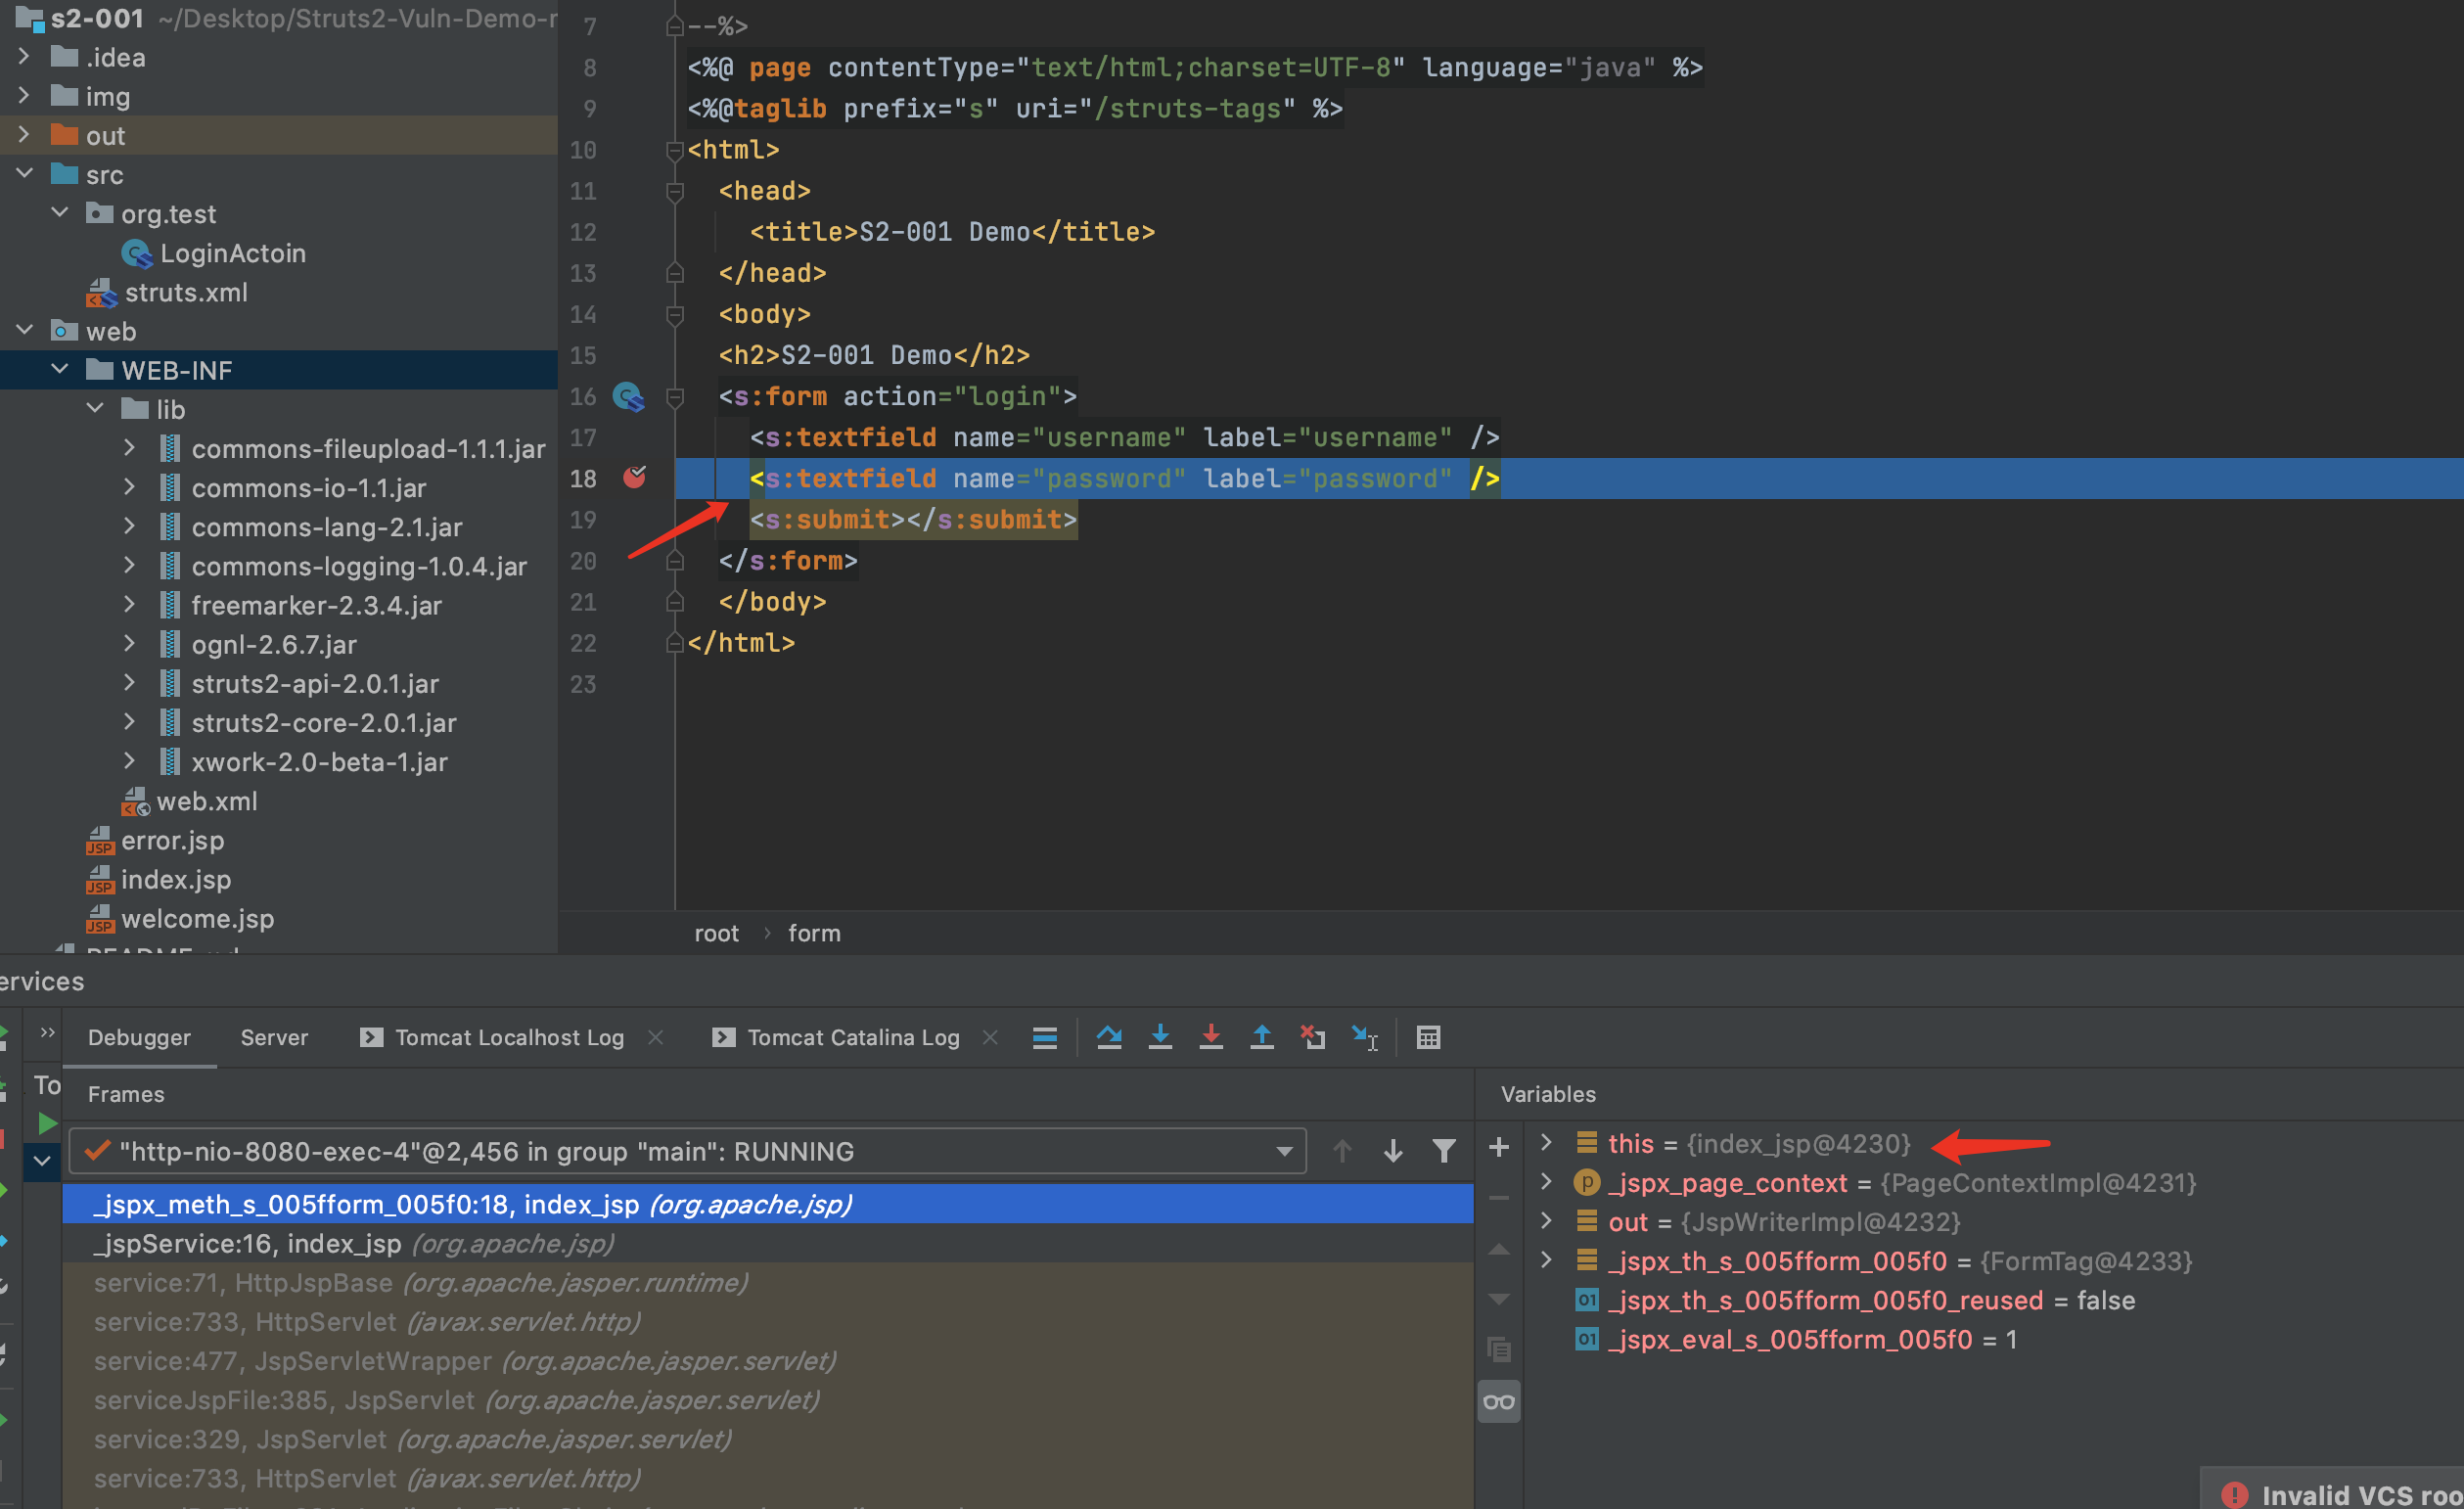 s2-001 ~/Desktop/Struts2-Vuln-Demo-r
.idea
img
out
src
org.test
LoginActoin
struts.xml
web
WEB-INF
lib
commons-fileupload-1.1.1.jar
commons-io-1.1.jar
commons-lang-2.1.jar
commons-logging-1.0.4.jar
freemarker-2.3.4.jar
ognl-2.6.7.jar
struts2-api-2.0.1.jar
struts2-core-2.0.1.jar
xwork-2.0-beta-1.jar
web.xml
error.jsp
index.jsp
welcome.jsp
7 --%>
8 <%@ page contentType="text/html;charset=UTF-8" language="java" %>
9 <%@taglib prefix="s" uri="/struts-tags" %>
10 <html>
11 <head>
12 <title>S2-001 Demo</title>
13 </head>
14 <body>
15 <h2>S2-001 Demo</h2>
16 <s:form action="login">
17 <s:textfield name="username" label="username" />
18 <s:textfield name="password" label="password" />
19 <s:submit></s:submit>
20 </s:form>
21 </body>
22 </html>
23
root › form
ervices
Debugger Server Tomcat Localhost Log Tomcat Catalina Log
To
Frames
"http-nio-8080-exec-4"@2,456 in group "main": RUNNING
_jspx_meth_s_005fform_005f0:18, index_jsp (org.apache.jsp)
_jspService:16, index_jsp (org.apache.jsp)
service:71, HttpJspBase (org.apache.jasper.runtime)
service:733, HttpServlet (javax.servlet.http)
service:477, JspServletWrapper (org.apache.jasper.servlet)
serviceJspFile:385, JspServlet (org.apache.jasper.servlet)
service:329, JspServlet (org.apache.jasper.servlet)
service:733, HttpServlet (javax.servlet.http)
Variables
this = {index_jsp@4230}
p _jspx_page_context = {PageContextImpl@4231}
out = {JspWriterImpl@4232}
_jspx_th_s_005fform_005f0 = {FormTag@4233}
01 _jspx_th_s_005fform_005f0_reused = false
01 _jspx_eval_s_005fform_005f0 = 1
Invalid VCS roo